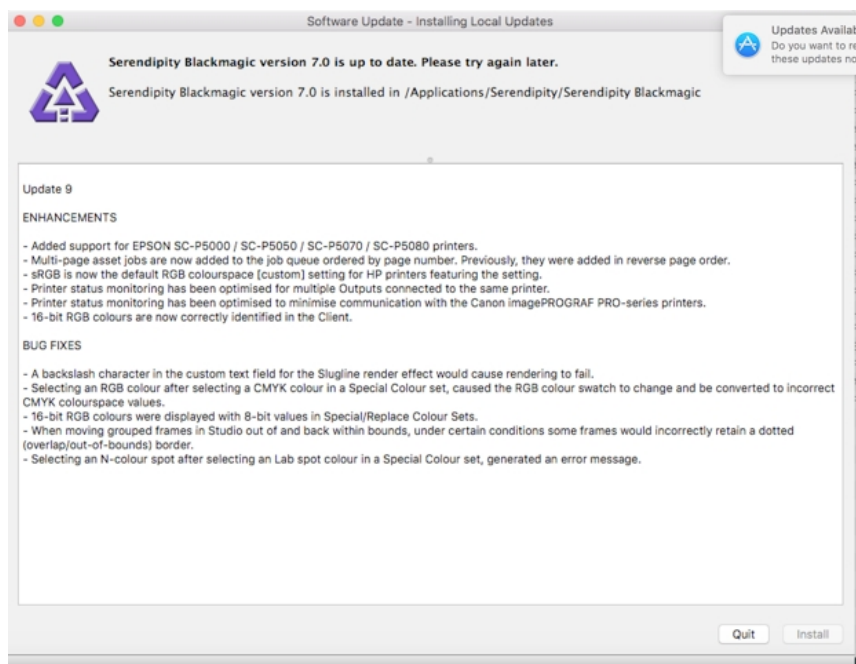 Software Update - Installing Local Updates
Updates
Do you want to
these updates
Serendipity Blackmagic version 7.0 is up to date. Please try again later.
Serendipity Blackmagic version 7.0 is installed in /Applications/Serendipity/Serendipity Blackmagic
Update 9
ENHANCEMENTS
- Added support for EPSON SC-P5000 / SC-P5050 / SC-P5070 / SC-P5080 printers.
- Multi-page asset jobs are now added to the job queue ordered by page number. Previously, they were added in reverse page order.
- sRGB is now the default RGB colourspace [custom] setting for HP printers featuring the setting.
- Printer status monitoring has been optimised for multiple Outputs connected to the same printer.
- Printer status monitoring has been optimised to minimise communication with the Canon imagePROGRAF PRO-series printers.
- 16-bit RGB colours are now correctly identified in the Client.
BUG FIXES
- A backslash character in the custom text field for the Slugline render effect would cause rendering to fail.
- Selecting an RGB colour after selecting a CMYK colour in a Special Colour set, caused the RGB colour swatch to change and be converted to incorrect
CMYK colourspace values.
- 16-bit RGB colours were displayed with 8-bit values in Special/Replace Colour Sets.
- When moving grouped frames in Studio out of and back within bounds, under certain conditions some frames would incorrectly retain a dotted
(overlap/out-of-bounds) border.
- Selecting an N-colour spot after selecting an Lab spot colour in a Special Colour set, generated an error message.
Quit
Install